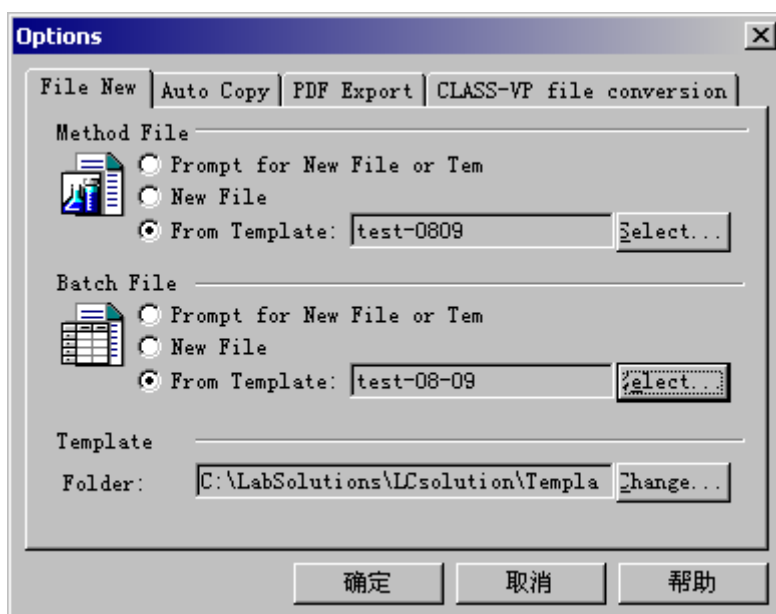 Options
File New Auto Copy PDF Export CLASS-VP file conversion
Method File
Prompt for New File or Tem
New File
From Template: test-0809 Select...
Batch File
Prompt for New File or Tem
New File
From Template: test-08-09 Select...
Template
Folder: C:\LabSolutions\LCsolution\Templa Change...
确定 取消 帮助